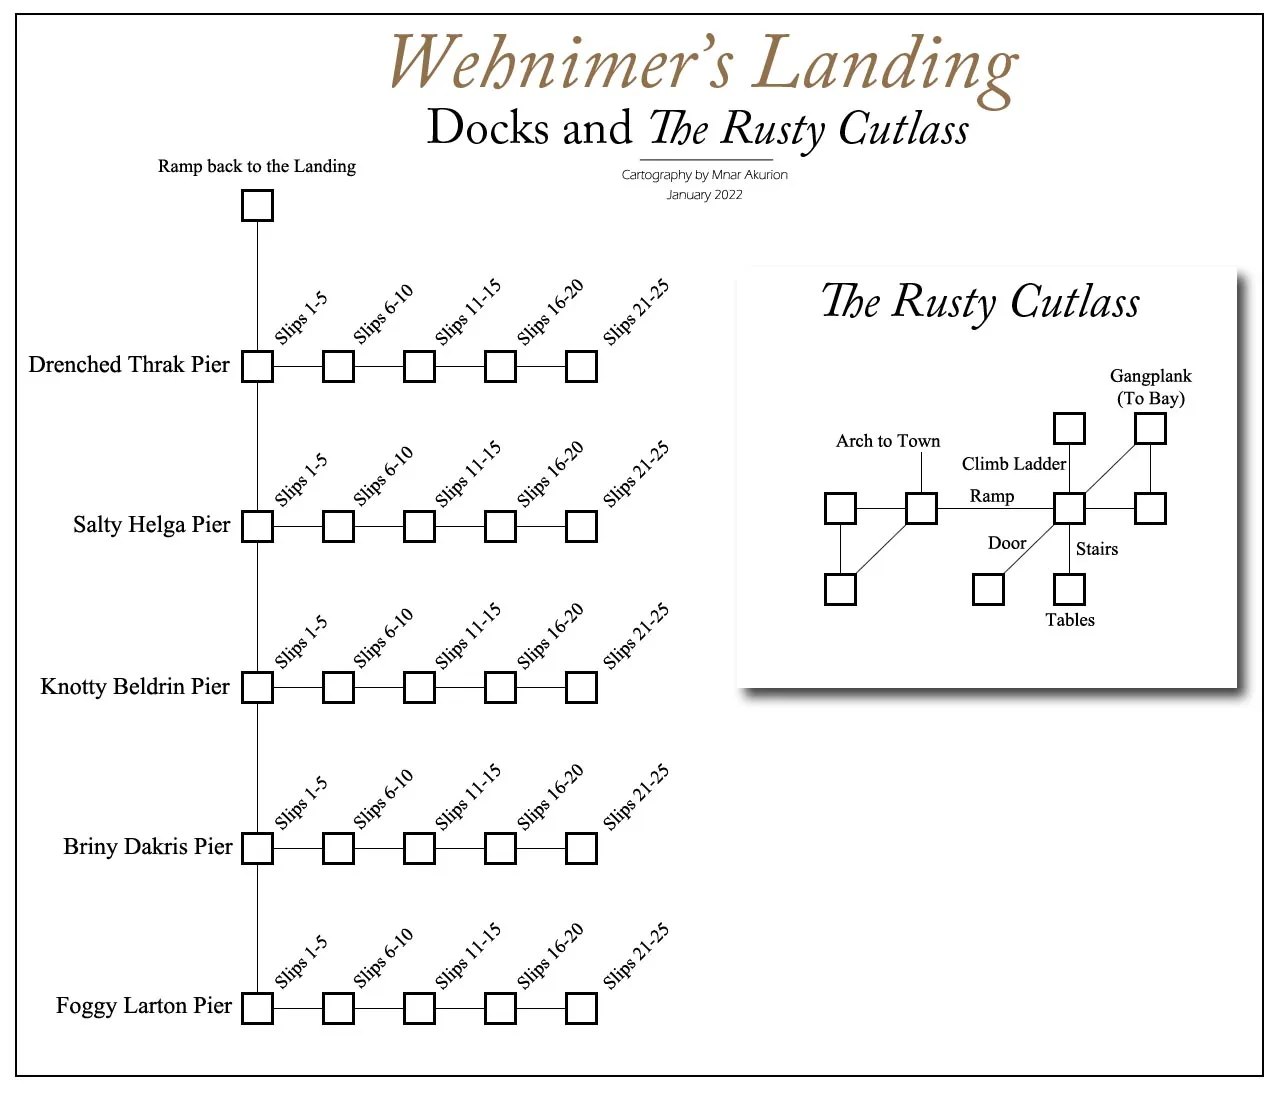 Wehnimer's Landing
Docks and The Rusty Cutlass
Cartography by Mnar Akurion
January 2022
Ramp back to the Landing
Slips 1-5
Slips 6-10
Slips 11-15
Slips 16-20
Slips 21-25
Drenched Thrak Pier
Slips 1-5
Slips 6-10
Slips 11-15
Slips 16-20
Slips 21-25
Salty Helga Pier
Slips 1-5
Slips 6-10
Slips 11-15
Slips 16-20
Slips 21-25
Knotty Beldrin Pier
Slips 1-5
Slips 6-10
Slips 11-15
Slips 16-20
Slips 21-25
Briny Dakris Pier
Slips 1-5
Slips 6-10
Slips 11-15
Slips 16-20
Slips 21-25
Foggy Larton Pier
The Rusty Cutlass
Gangplank
(To Bay)
Arch to Town
Climb Ladder
Ramp
Door
Stairs
Tables